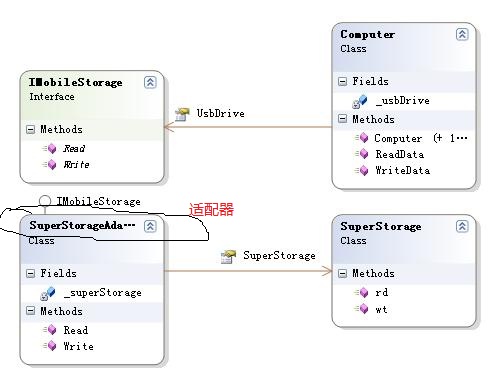 Computer
Class
Fields
_usbDrive
Methods
Computer (+ 1…
ReadData
WriteData
IMobileStorage
Interface
Methods
Read
Write
UsbDrive
IMobileStorage
适配器
SuperStorageAda…
Class
Fields
_superStorage
Methods
Read
Write
SuperStorage
SuperStorage
Class
Methods
rd
wt